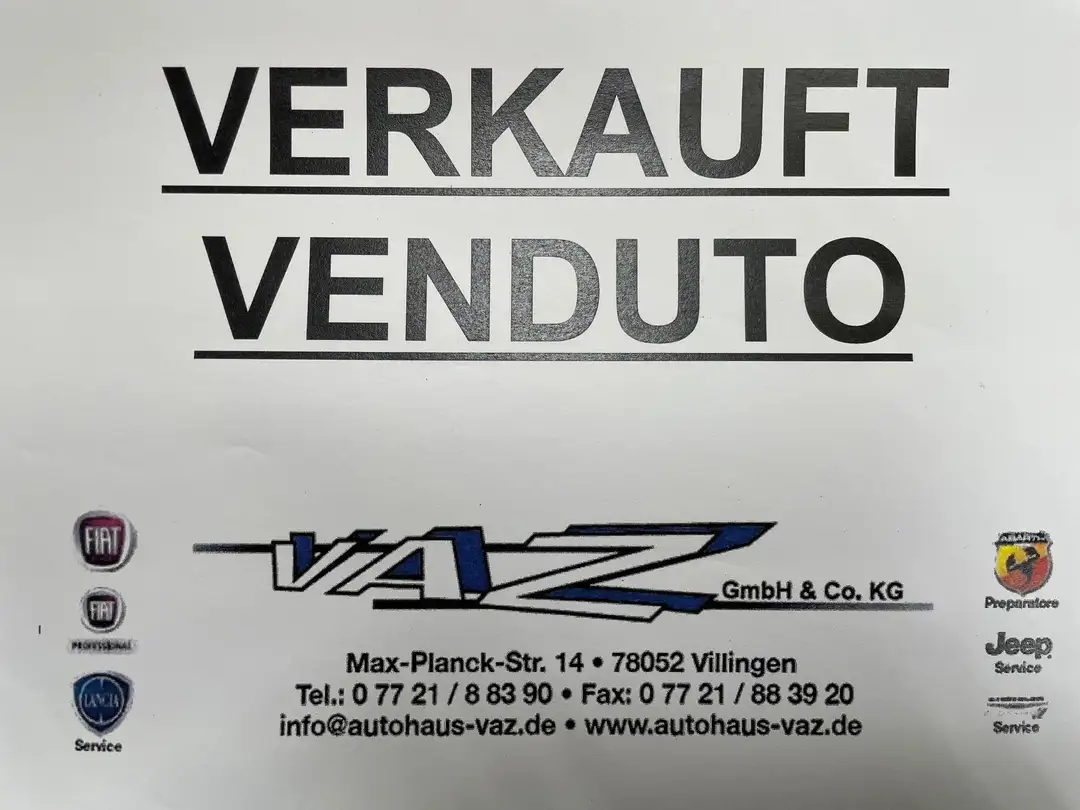 VERKAUFT
VENDUTO
VAZ GmbH & Co. KG
Max-Planck-Str. 14 • 78052 Villingen
Tel.: 0 77 21 / 8 83 90 • Fax: 0 77 21 / 88 39 20
info@autohaus-vaz.de • www.autohaus-vaz.de
FIAT
FIAT
PROFESSIONAL
LANCIA
Service
ABARTH
Preparatore
Jeep
Service
Service